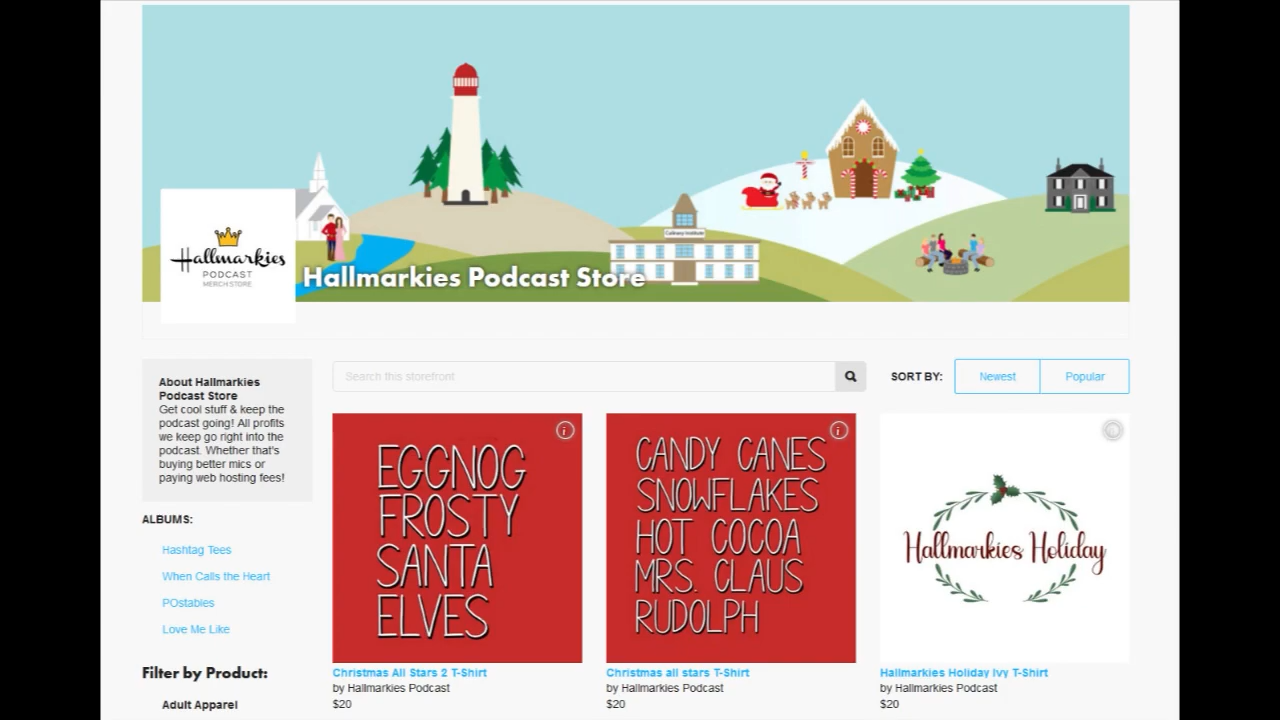 Culinary Institute
Hallmarkies
PODCAST
MERCH STORE
Hallmarkies Podcast Store
About Hallmarkies
Podcast Store
Get cool stuff & keep the
podcast going! All profits
we keep go right into the
podcast. Whether that's
buying better mics or
paying web hosting fees!
Search this storefront
SORT BY:
Newest
Popular
ALBUMS:
Hashtag Tees
When Calls the Heart
POstables
Love Me Like
Filter by Product:
Adult Apparel
EGGNOG
FROSTY
SANTA
ELVES
Christmas All Stars 2 T-Shirt
by Hallmarkies Podcast
$20
CANDY CANES
SNOWFLAKES
HOT COCOA
MRS. CLAUS
RUDOLPH
Christmas all stars T-Shirt
by Hallmarkies Podcast
$20
Hallmarkies Holiday
Hallmarkies Holiday Ivy T-Shirt
by Hallmarkies Podcast
$20